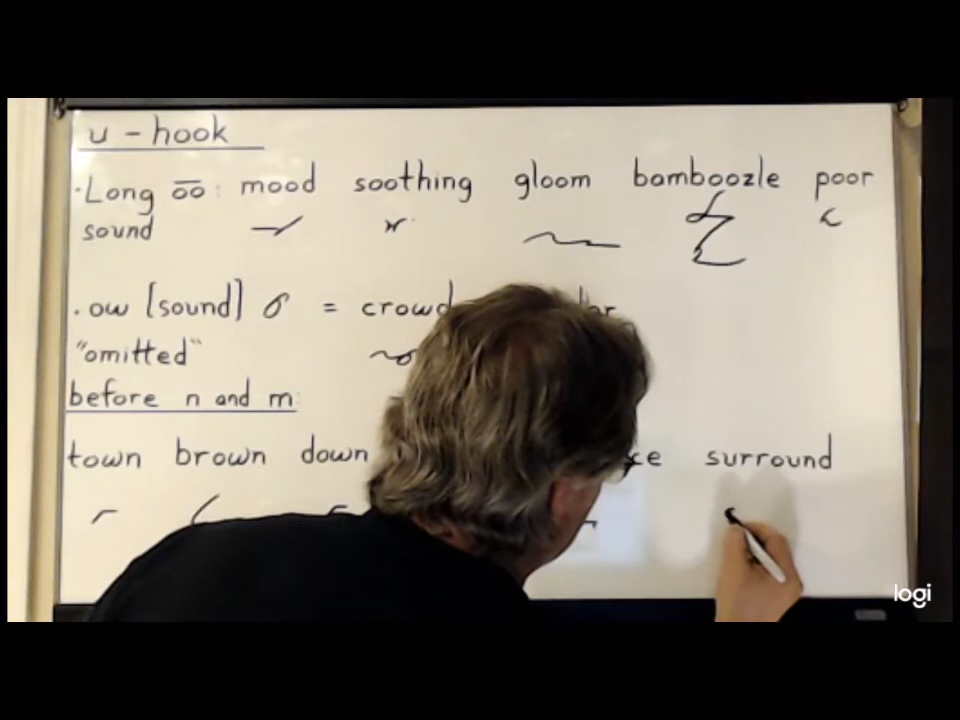 u - hook
· Long oo: mood soothing gloom bamboozle poor
sound
· ow [sound] = crowd
"omitted"
before n and m:
town brown down surround
logi